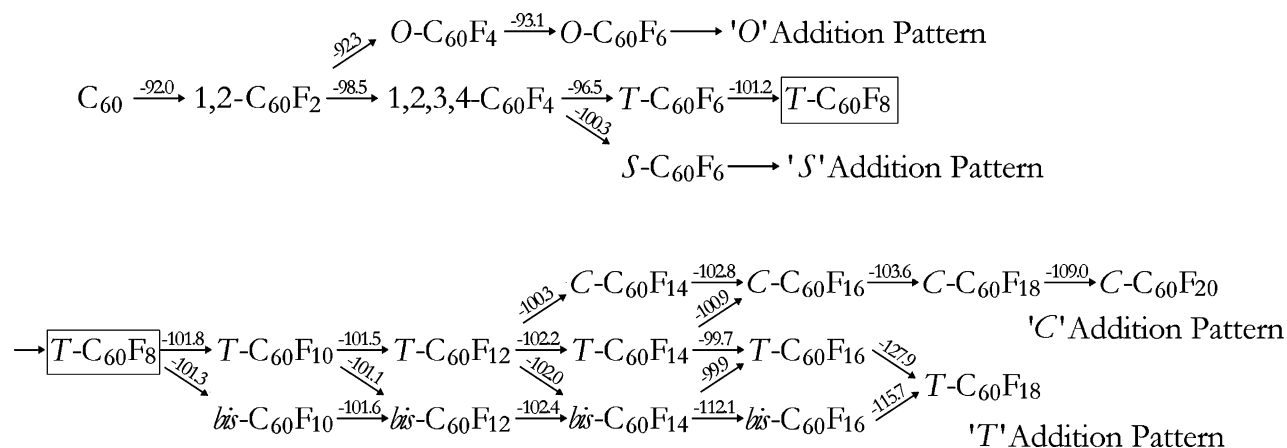 -92.3 O-C60F4 -93.1 O-C60F6 'O' Addition Pattern
C60 -92.0 1,2-C60F2 -98.5 1,2,3,4-C60F4 -96.5 T-C60F6 -101.2 T-C60F8
-100.3 S-C60F6 'S' Addition Pattern
-100.3 C-C60F14 -102.8 C-C60F16 -103.6 C-C60F18 -109.0 C-C60F20
-100.9 'C' Addition Pattern
T-C60F8 -101.8 T-C60F10 -101.5 T-C60F12 -102.2 T-C60F14 -99.7 T-C60F16 -127.9
-101.3 -101.1 -102.0 -99.9 T-C60F18
bis-C60F10 -101.6 bis-C60F12 -102.4 bis-C60F14 -112.1 bis-C60F16 -115.7
'T' Addition Pattern